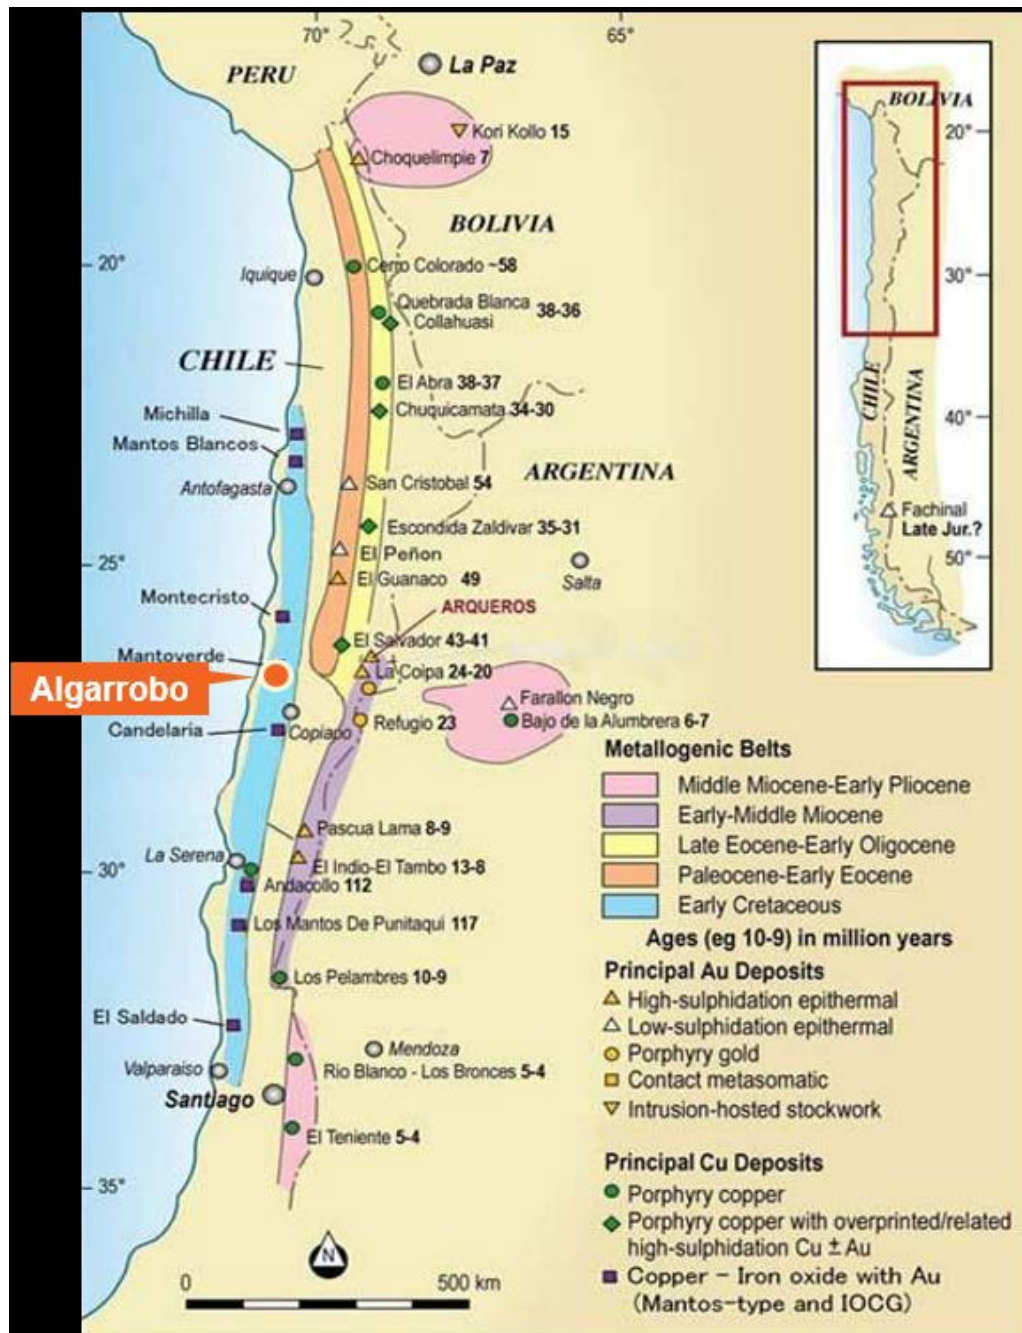 70°
65°
La Paz
PERU
Kori Kollo 15
Choquelimpie 7
BOLIVIA
20°
Iquique
Cerro Colorado ~58
Quebrada Blanca
38-36
Collahuasi
CHILE
El Abra 38-37
Michilla
Chuquicamata 34-30
Mantos Blancos
ARGENTINA
Antofagasta
San Cristobal 54
Escondida Zaldivar 35-31
25°
El Peñon
Salta
El Guanaco 49
Montecristo
ARQUEROS
El Salvador 43-41
Mantoverde
La Coipa 24-20
Algarrobo
Farallon Negro
Candelaria
Copiapo
Refugio 23
Bajo de la Alumbrera 6-7
Pascua Lama 8-9
La Serena
El Indio-El Tambo 13-8
30°
Andacollo 112
Los Mantos De Punitaqui 117
Los Pelambres 10-9
El Saldado
Mendoza
Valparaiso
Rio Blanco - Los Bronces 5-4
Santiago
El Teniente 5-4
35°
N
0
500 km
BOLIVIA
20°
30°
CHILE
ARGENTINA
40°
Fachinal
Late Jur.?
50°
Metallogenic Belts
Middle Miocene-Early Pliocene
Early-Middle Miocene
Late Eocene-Early Oligocene
Paleocene-Early Eocene
Early Cretaceous
Ages (eg 10-9) in million years
Principal Au Deposits
High-sulphidation epithermal
Low-sulphidation epithermal
Porphyry gold
Contact metasomatic
Intrusion-hosted stockwork
Principal Cu Deposits
Porphyry copper
Porphyry copper with overprinted/related
high-sulphidation Cu ± Au
Copper - Iron oxide with Au
(Mantos-type and IOCG)